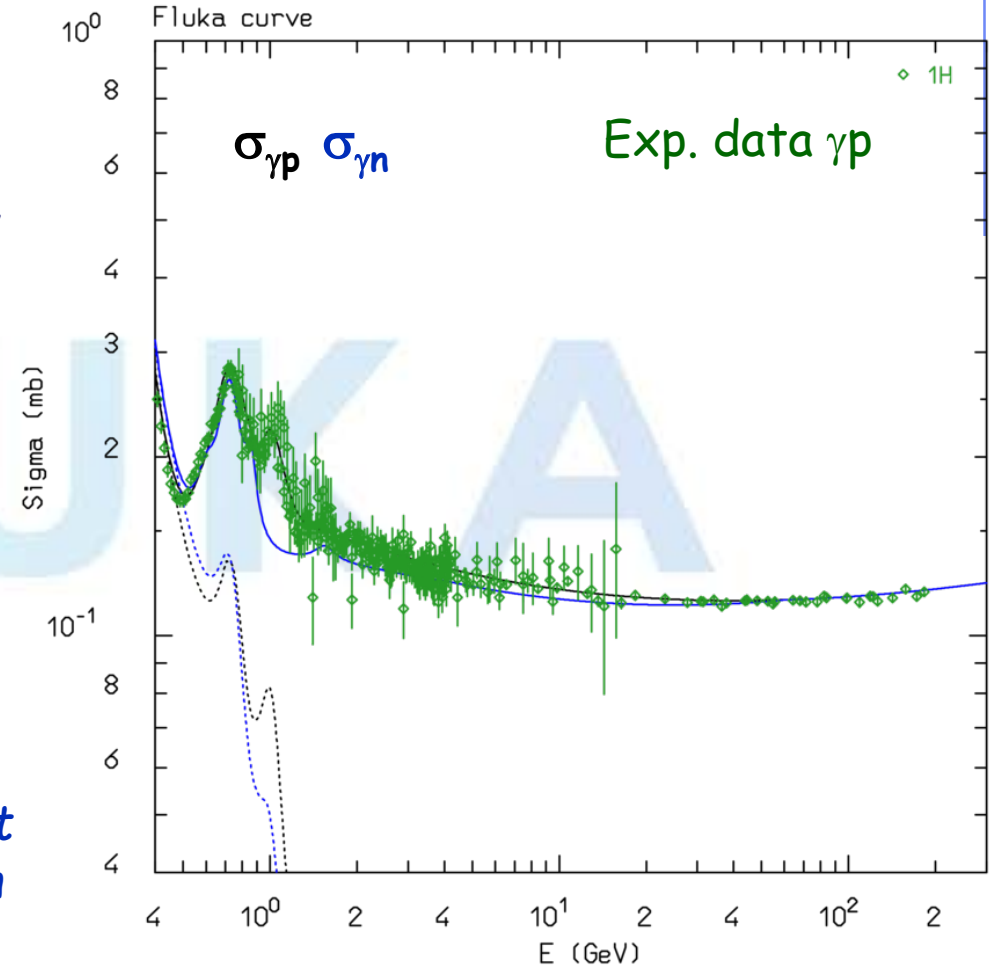 Fluka curve
10⁰
8
6
4
3
2
10⁻¹
8
6
4
Sigma (mb)
σγp σγn
Exp. data γp
1H
UKA
4 10⁰ 2 4 10¹ 2 4 10² 2
E (GeV)